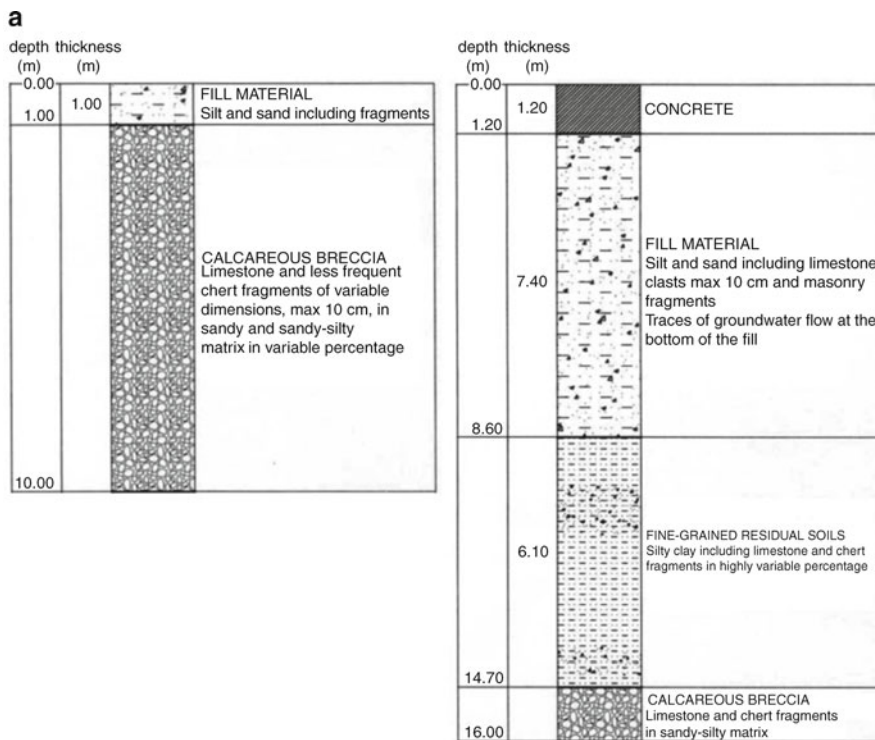 a
depth thickness
(m) (m)
0.00
1.00
1.00
FILL MATERIAL
Silt and sand including fragments
CALCAREOUS BRECCIA
Limestone and less frequent
chert fragments of variable
dimensions, max 10 cm, in
sandy and sandy-silty
matrix in variable percentage
10.00
depth thickness
(m) (m)
0.00
1.20
1.20
CONCRETE
7.40
FILL MATERIAL
Silt and sand including limestone
clasts max 10 cm and masonry
fragments
Traces of groundwater flow at the
bottom of the fill
8.60
6.10
FINE-GRAINED RESIDUAL SOILS
Silty clay including limestone and chert
fragments in highly variable percentage
14.70
CALCAREOUS BRECCIA
Limestone and chert fragments
in sandy-silty matrix
16.00